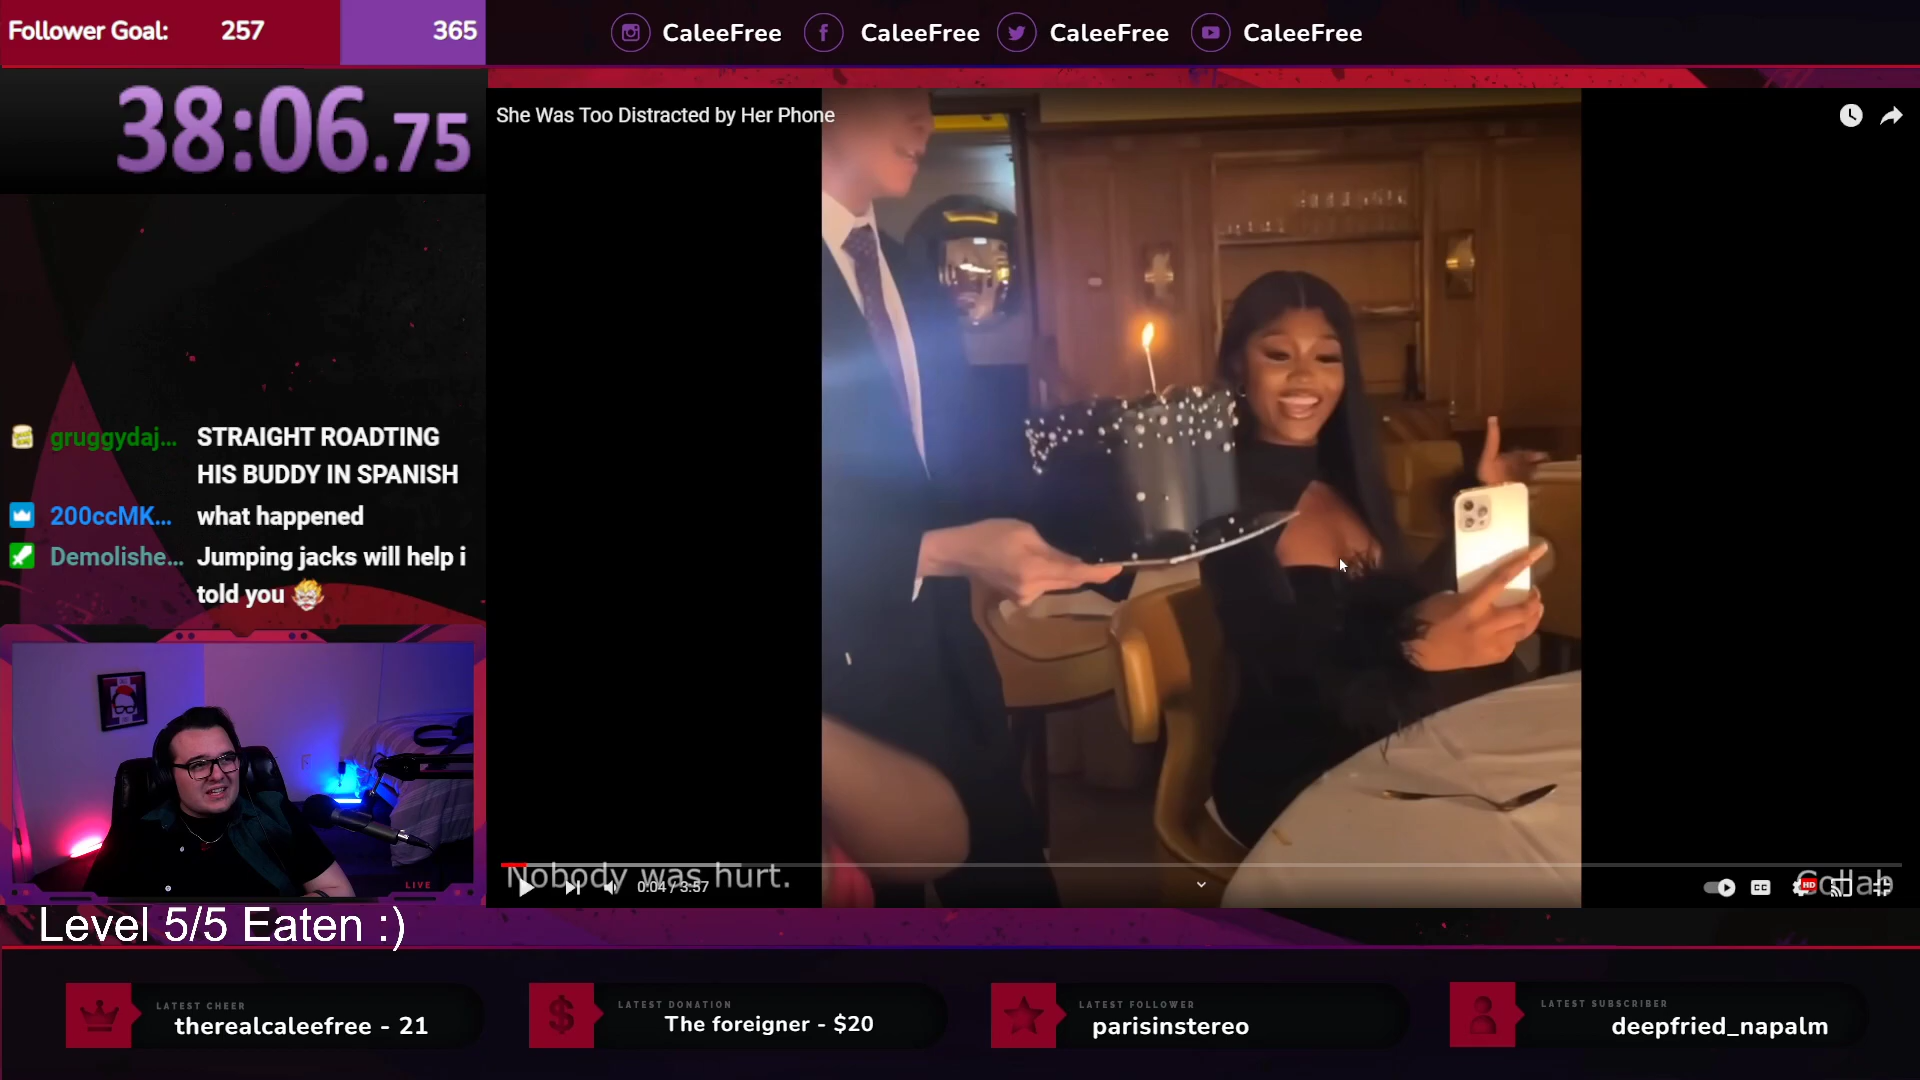 Follower Goal: 257 365
CaleeFree CaleeFree CaleeFree CaleeFree
38:06.75
She Was Too Distracted by Her Phone
gruggydaj... STRAIGHT ROADTING
HIS BUDDY IN SPANISH
200ccMK... what happened
Demolishe... Jumping jacks will help i
told you
LIVE
Nobody was hurt.
0:04 / 3:57
CC
HD
Collab
Level 5/5 Eaten :)
LATEST CHEER
therealcaleefree - 21
LATEST DONATION
The foreigner - $20
LATEST FOLLOWER
parisinstereo
LATEST SUBSCRIBER
deepfried_napalm